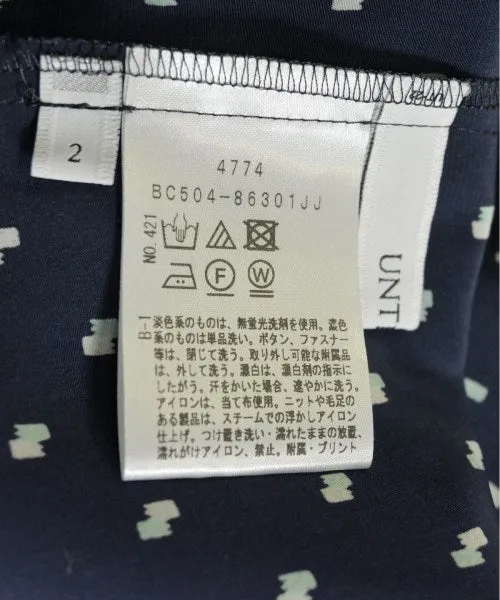 2
4774
BC504-86301JJ
NO.421
F
W
UNT
B-1
淡色系のものは、無蛍光洗剤を使用。濃色
系のものは単品洗い。ボタン、ファスナー
等は、閉じて洗う。取り外し可能な附属品
は、外して洗う。漂白は、漂白剤の指示に
したがう。汗をかいた場合、速やかに洗う。
アイロンは、当て布使用。ニットや毛足の
ある製品は、スチームでの浮かしアイロン
仕上げ。つけ置き洗い・濡れたままの放置、
濡れがけアイロン、禁止。附属・プリント